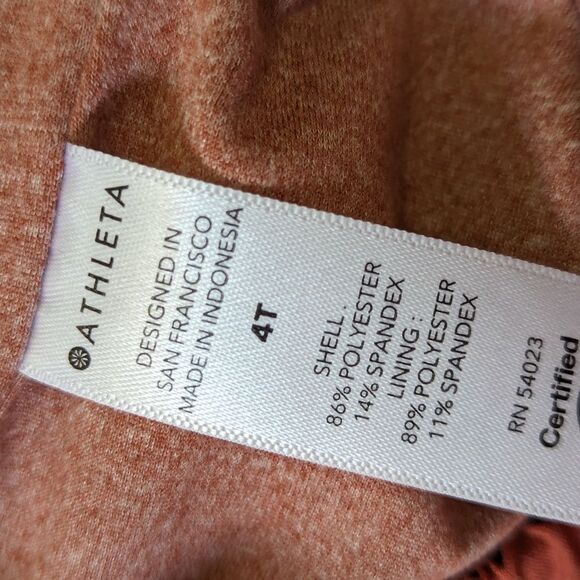 ATHLETA
DESIGNED IN
SAN FRANCISCO
MADE IN INDONESIA
4T
SHELL :
86% POLYESTER
14% SPANDEX
LINING :
89% POLYESTER
11% SPANDEX
RN 54023
Certified